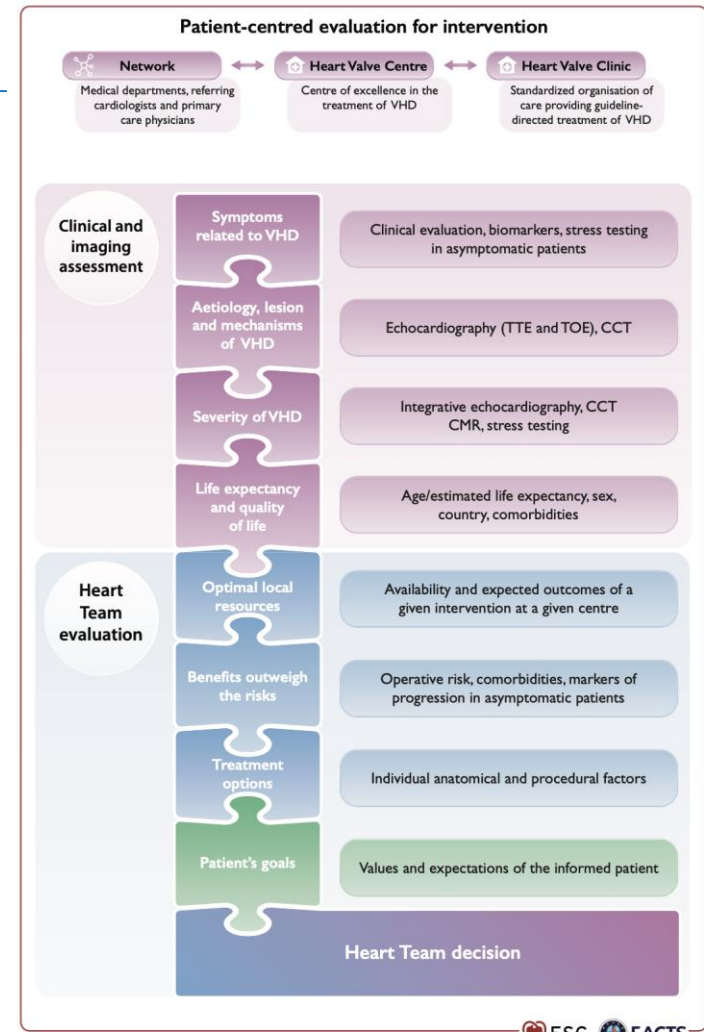 Patient-centred evaluation for intervention
Network
Medical departments, referring
cardiologists and primary
care physicians
Heart Valve Centre
Centre of excellence in the
treatment of VHD
Heart Valve Clinic
Standardized organisation of
care providing guideline-
directed treatment of VHD
Clinical and
imaging
assessment
Symptoms
related to VHD
Clinical evaluation, biomarkers, stress testing
in asymptomatic patients
Aetiology, lesion
and mechanisms
of VHD
Echocardiography (TTE and TOE), CCT
Severity of VHD
Integrative echocardiography, CCT
CMR, stress testing
Life expectancy
and quality
of life
Age/estimated life expectancy, sex,
country, comorbidities
Heart
Team
evaluation
Optimal local
resources
Availability and expected outcomes of a
given intervention at a given centre
Benefits outweigh
the risks
Operative risk, comorbidities, markers of
progression in asymptomatic patients
Treatment
options
Individual anatomical and procedural factors
Patient's goals
Values and expectations of the informed patient
Heart Team decision
ESC EACTS